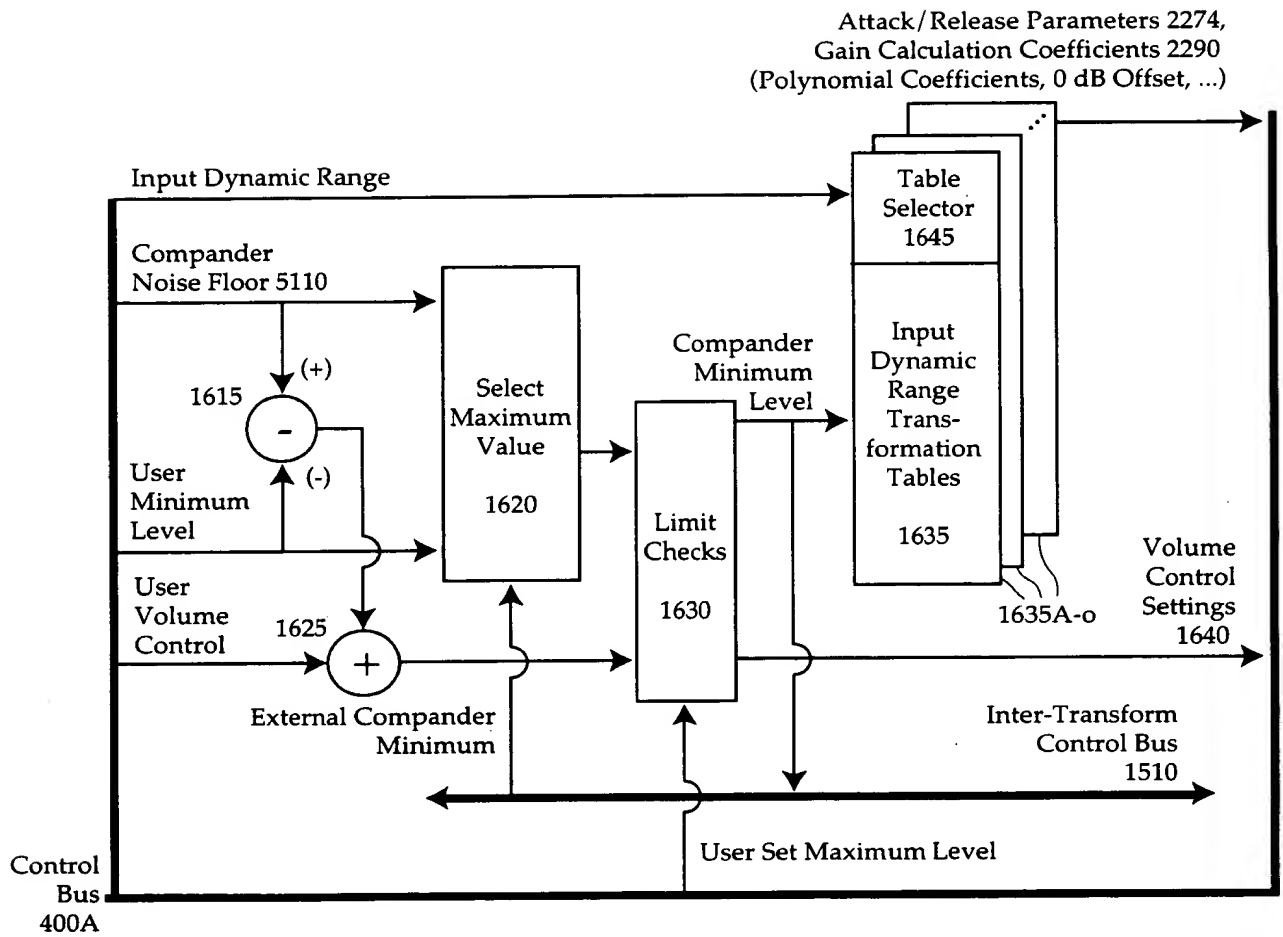 Attack/Release Parameters 2274,
Gain Calculation Coefficients 2290
(Polynomial Coefficients, 0 dB Offset, ...)
Input Dynamic Range
Table
Selector
1645
Compander
Noise Floor 5110
(+)
1615
-
(-)
User
Minimum
Level
Select
Maximum
Value
1620
Compander
Minimum
Level
Input
Dynamic
Range
Trans-
formation
Tables
1635
Limit
Checks
1630
1635A-o
User
Volume
Control
1625
+
External Compander
Minimum
Volume
Control
Settings
1640
Inter-Transform
Control Bus
1510
User Set Maximum Level
Control
Bus
400A